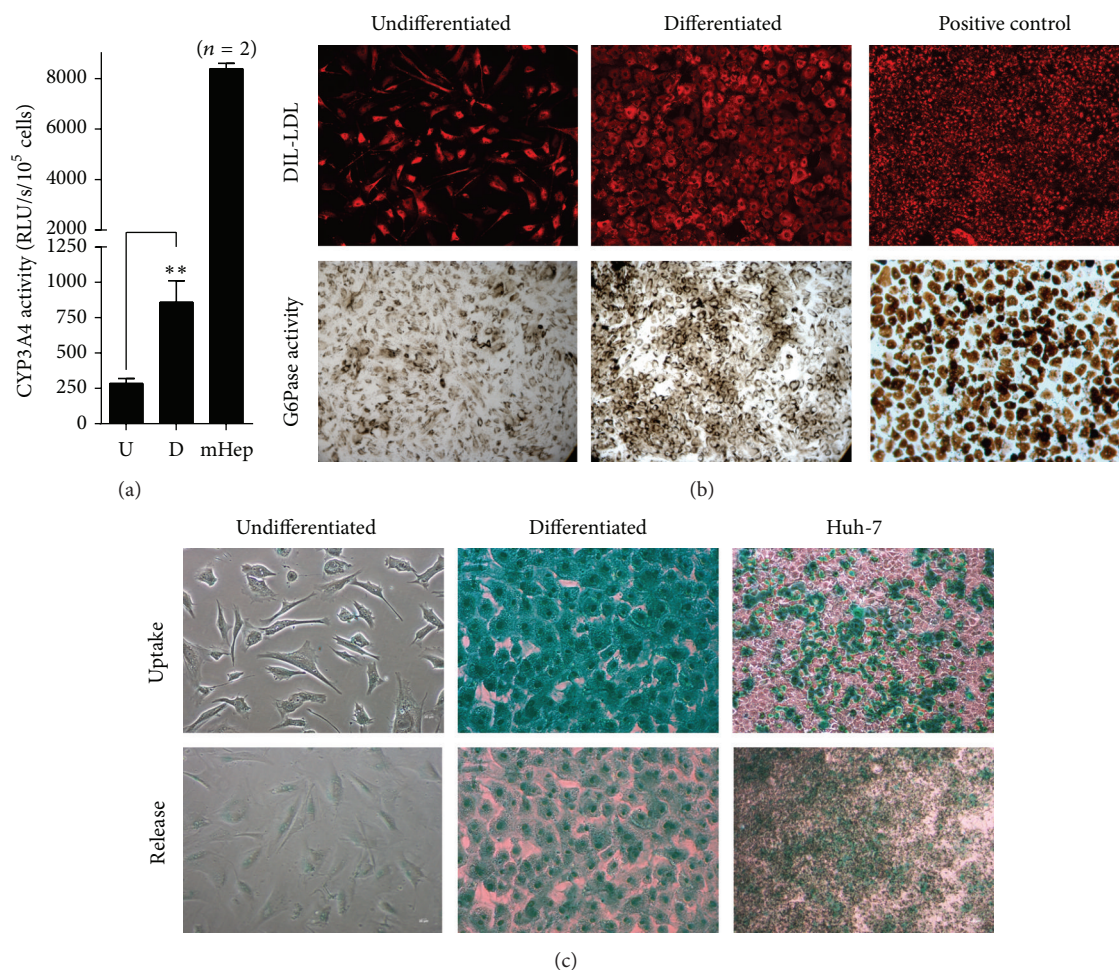 (n = 2)
8000
6000
4000
2000
1250
1000
750
500
250
0
CYP3A4 activity (RLU/s/10⁵ cells)
**
U D mHep
(a)
Undifferentiated Differentiated Positive control
DIL-LDL
G6Pase activity
(b)
Undifferentiated Differentiated Huh-7
Uptake
Release
(c)